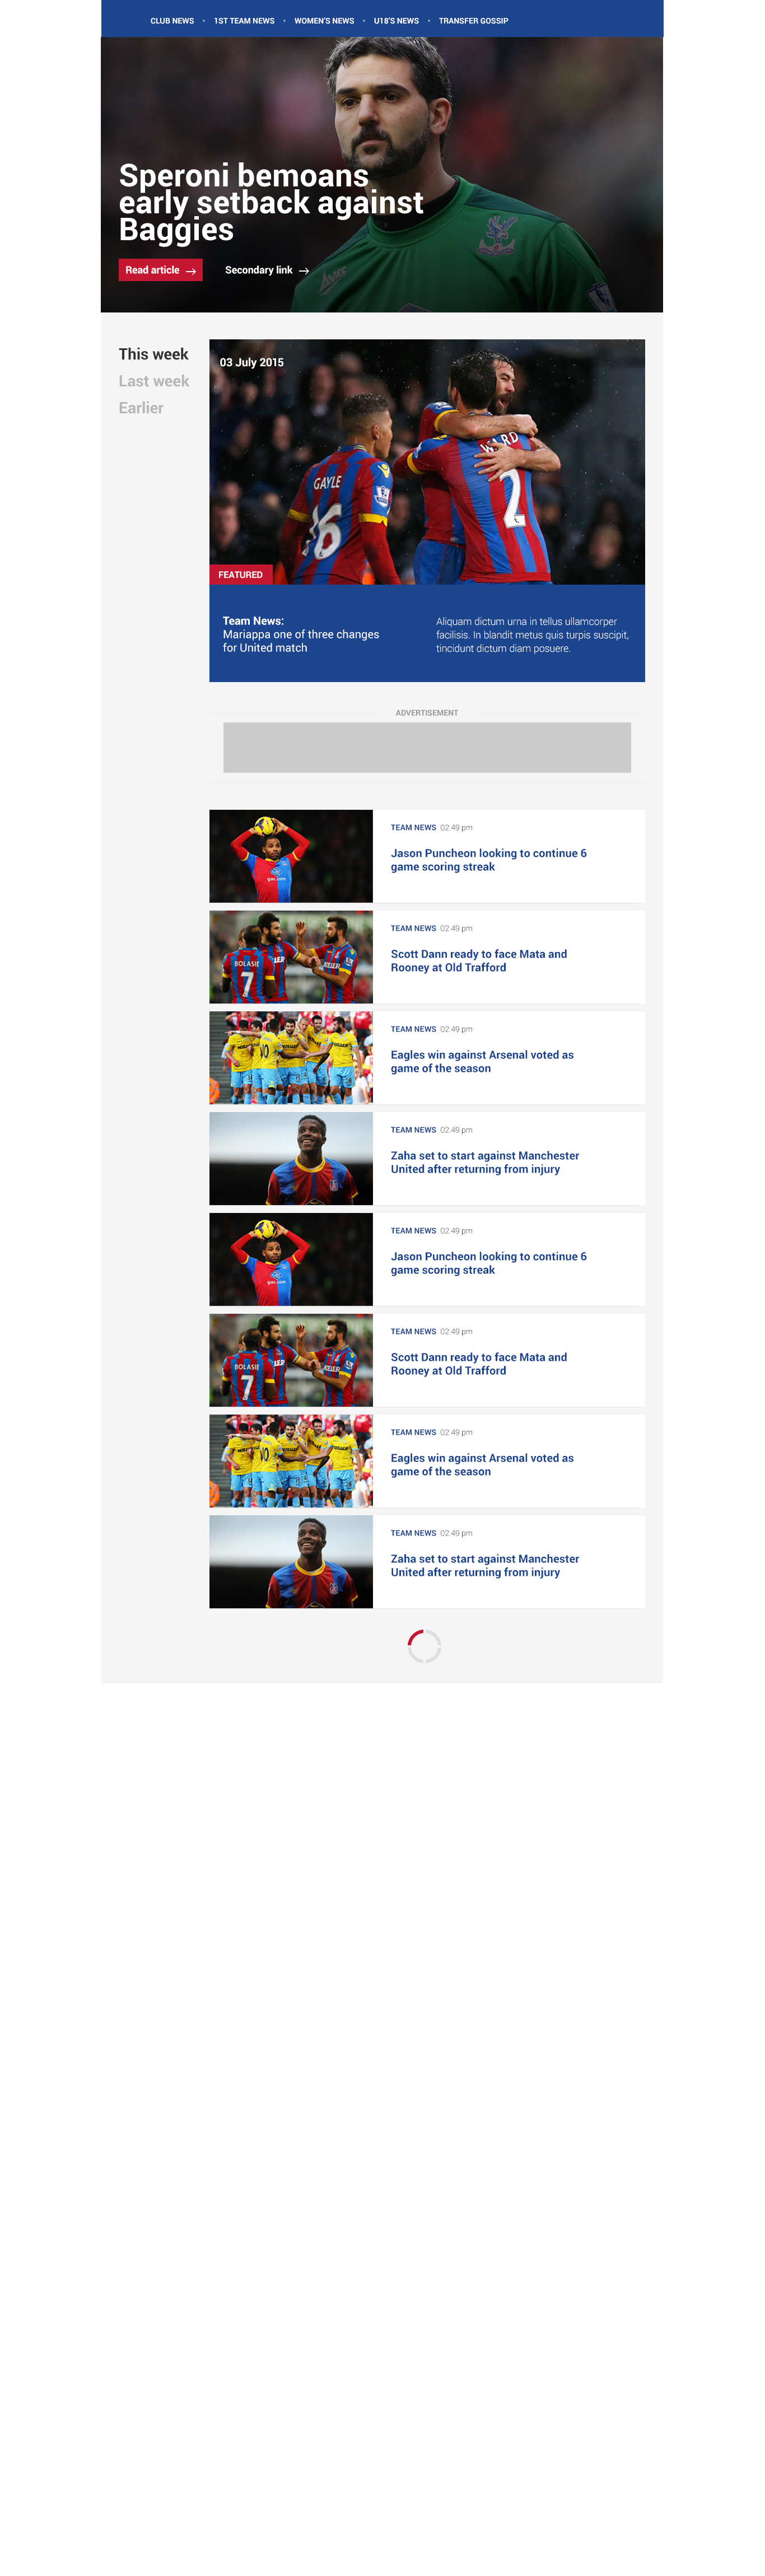 CLUB NEWS • 1ST TEAM NEWS • WOMEN'S NEWS • U18'S NEWS • TRANSFER GOSSIP
Speroni bemoans
early setback against
Baggies
Read article → Secondary link →
This week
Last week
Earlier
03 July 2015
GAYLE
16
WARD
2
FEATURED
Team News:
Mariappa one of three changes
for United match
Aliquam dictum urna in tellus ullamcorper
facilisis. In blandit metus quis turpis suscipit,
tincidunt dictum diam posuere.
ADVERTISEMENT
TEAM NEWS 02.49 pm
Jason Puncheon looking to continue 6
game scoring streak
BOLASIE
7
TEAM NEWS 02.49 pm
Scott Dann ready to face Mata and
Rooney at Old Trafford
TEAM NEWS 02.49 pm
Eagles win against Arsenal voted as
game of the season
TEAM NEWS 02.49 pm
Zaha set to start against Manchester
United after returning from injury
TEAM NEWS 02.49 pm
Jason Puncheon looking to continue 6
game scoring streak
BOLASIE
7
TEAM NEWS 02.49 pm
Scott Dann ready to face Mata and
Rooney at Old Trafford
TEAM NEWS 02.49 pm
Eagles win against Arsenal voted as
game of the season
TEAM NEWS 02.49 pm
Zaha set to start against Manchester
United after returning from injury